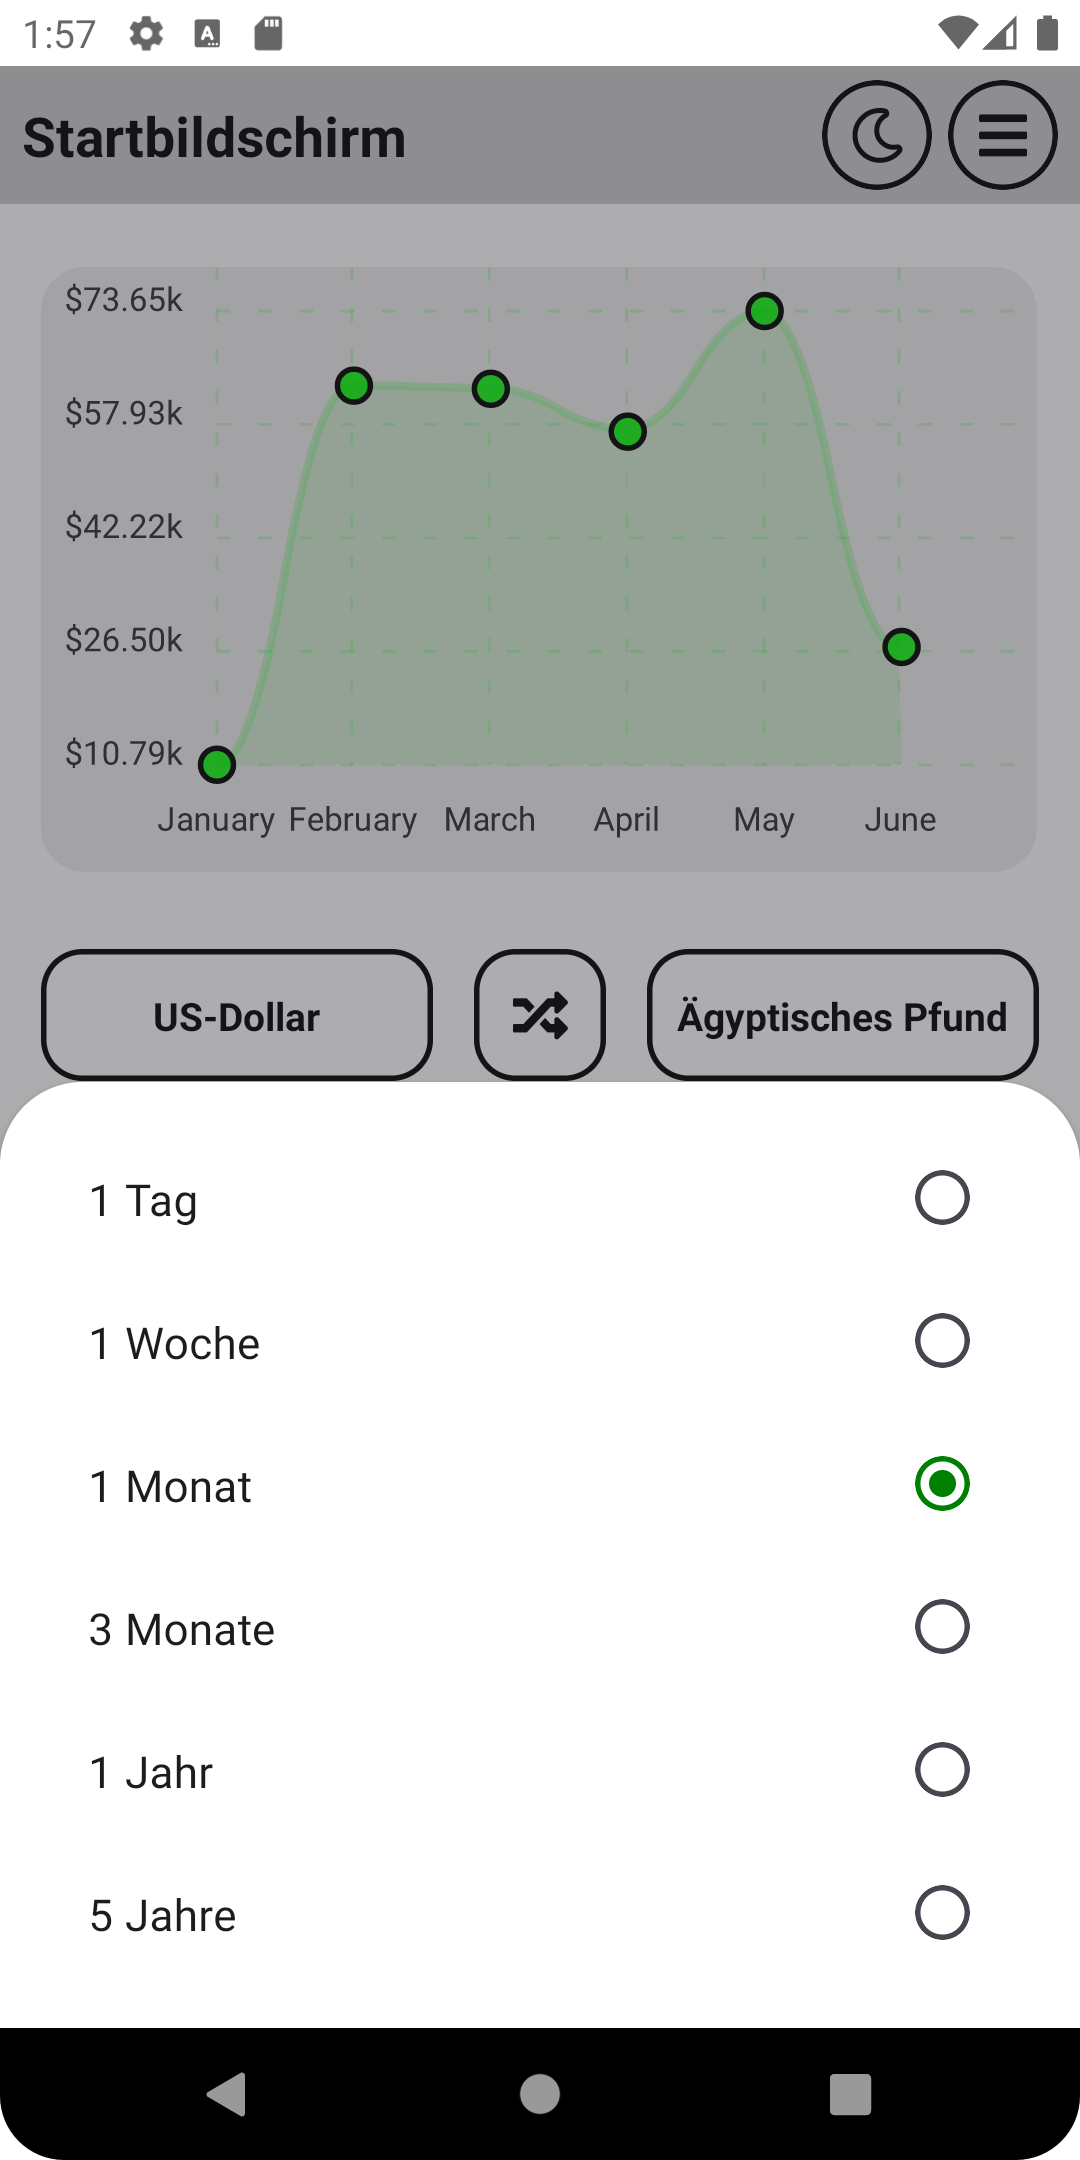 1:57
Startbildschirm
$73.65k
$57.93k
$42.22k
$26.50k
$10.79k
January February March April May June
US-Dollar Ägyptisches Pfund
1 Tag
1 Woche
1 Monat
3 Monate
1 Jahr
5 Jahre